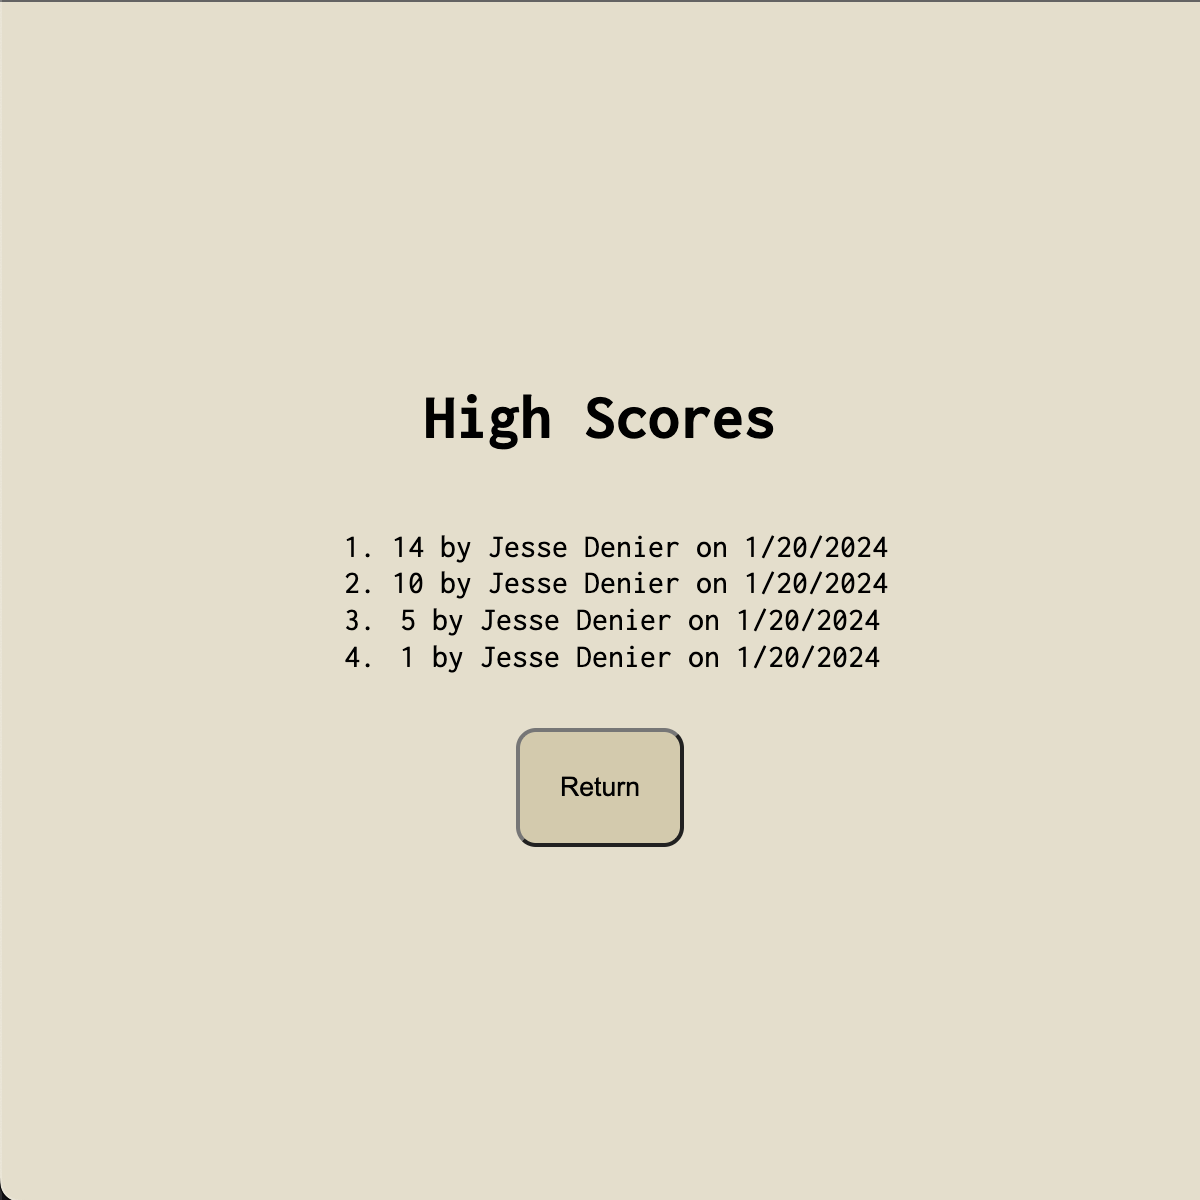 High Scores
1. 14 by Jesse Denier on 1/20/2024
2. 10 by Jesse Denier on 1/20/2024
3. 5 by Jesse Denier on 1/20/2024
4. 1 by Jesse Denier on 1/20/2024
Return